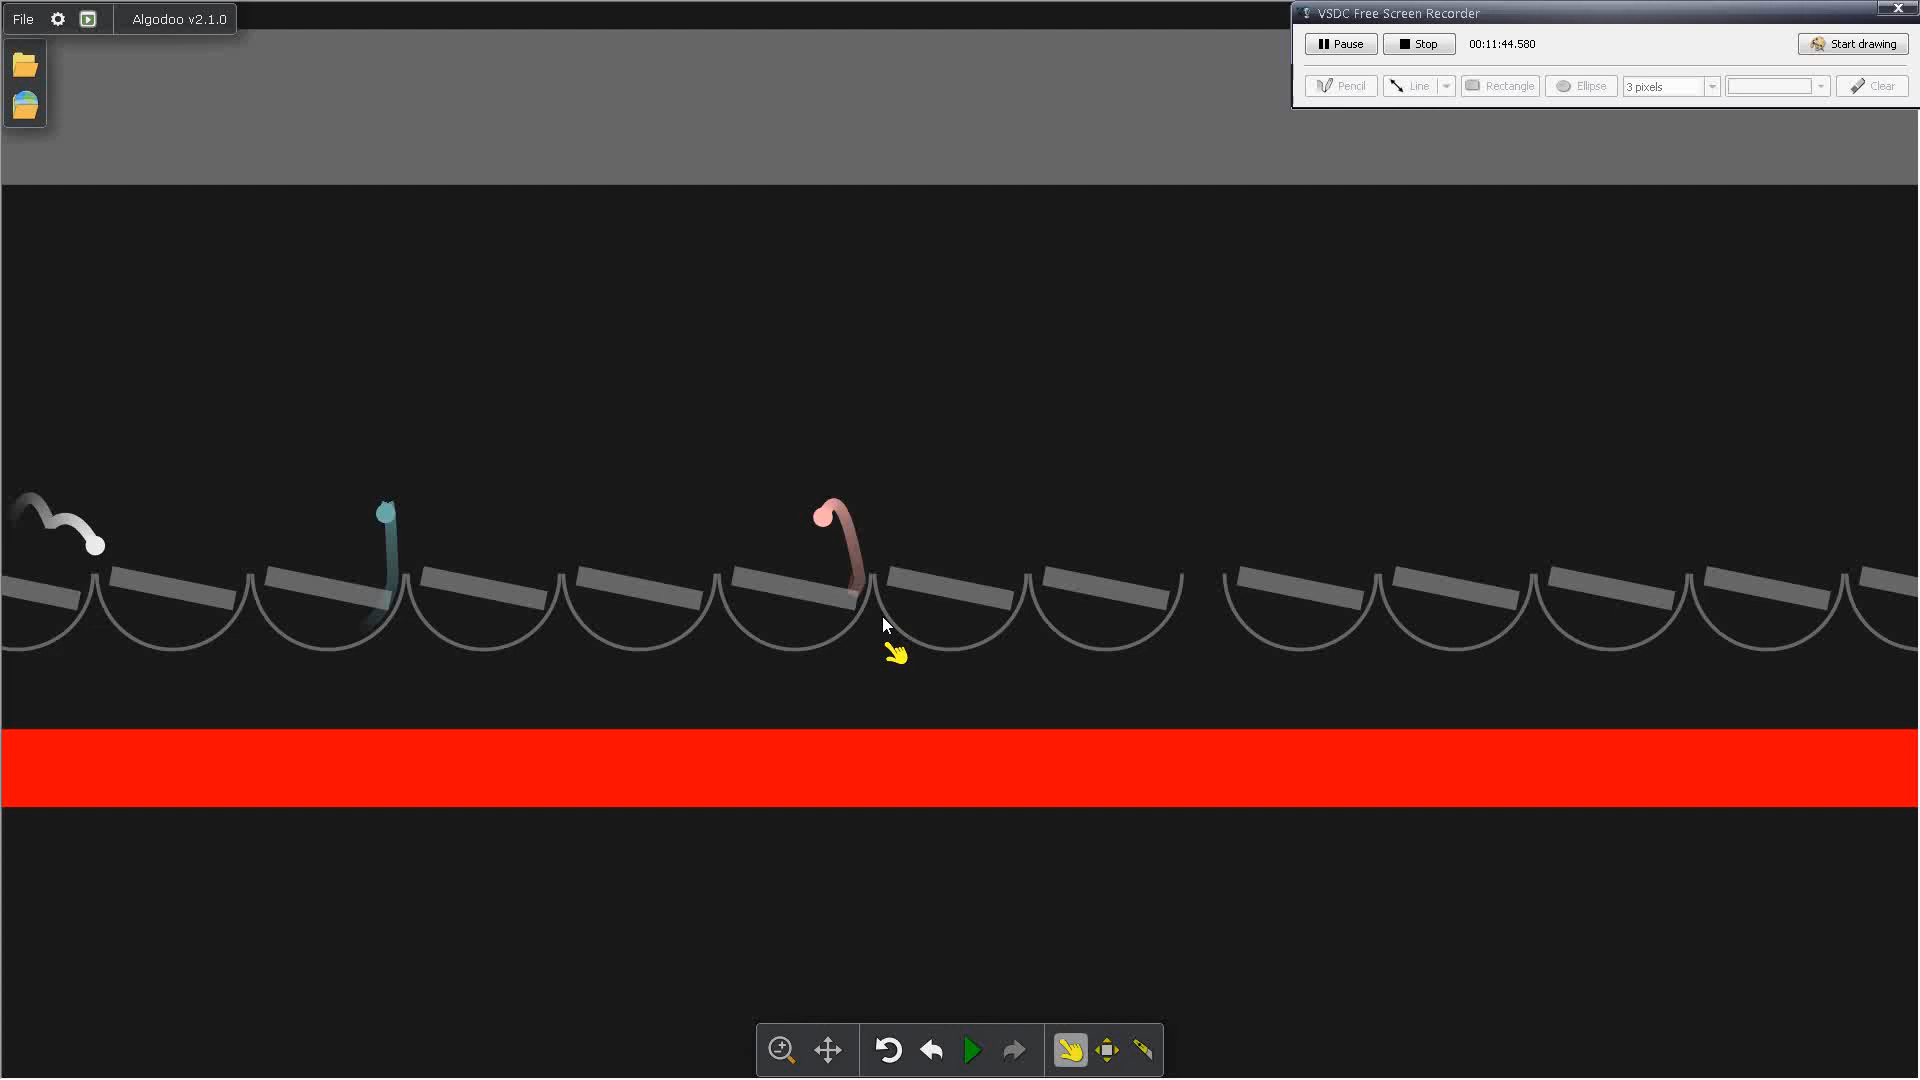 File
Algodoo v2.1.0
VSDC Free Screen Recorder
Pause
Stop
00:11:44.580
Start drawing
Pencil
Line
Rectangle
Ellipse
3 pixels
Clear